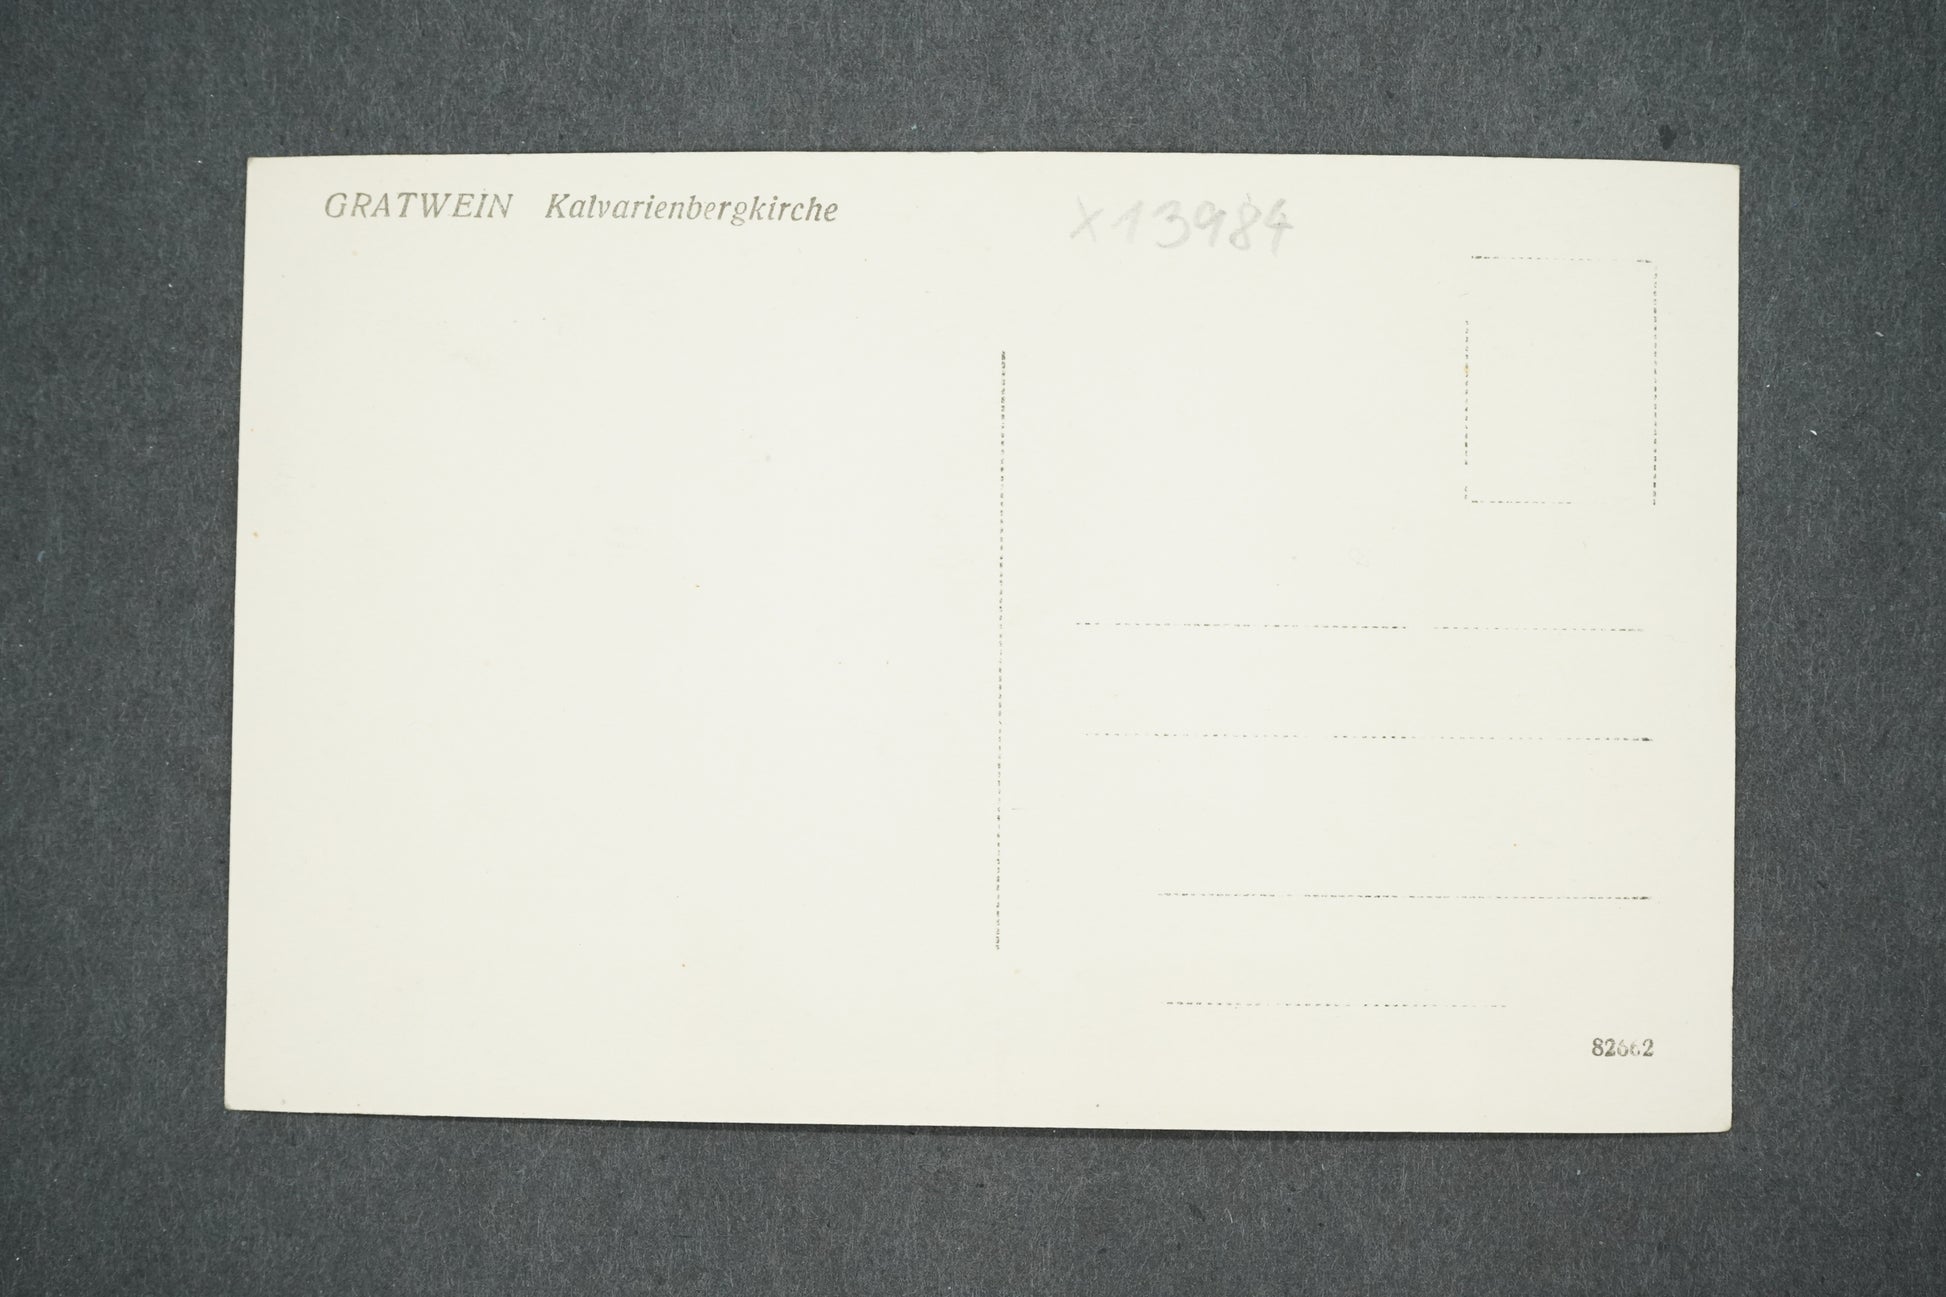 GRATWEIN Kalvarienbergkirche
X13984
82662